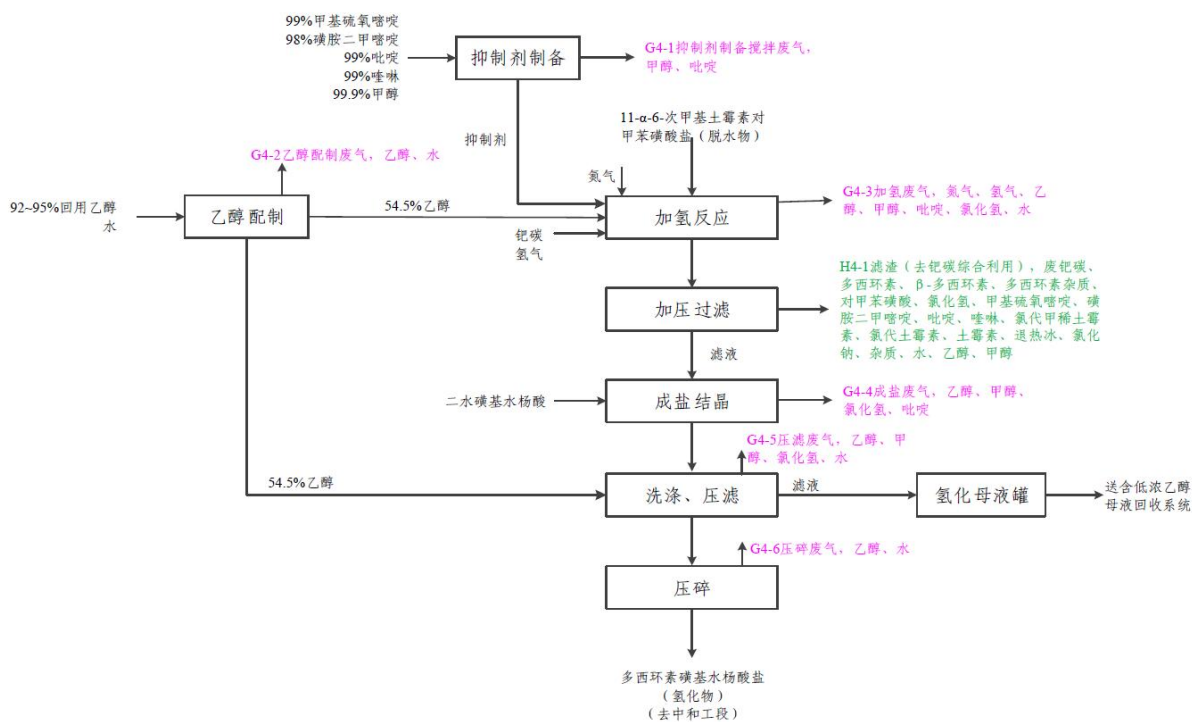 99%甲基硫氧嘧啶
98%磺胺二甲嘧啶
99%吡啶
99%喹啉
99.9%甲醇
抑制剂制备
G4-1抑制剂制备搅拌废气，
甲醇、吡啶
抑制剂
11-α-6-次甲基土霉素对
甲苯磺酸盐（脱水物）
G4-2乙醇配制废气，乙醇、水
氮气
92~95%回用乙醇
水
乙醇配制
54.5%乙醇
钯碳
氢气
加氢反应
G4-3加氢废气，氮气、氢气、乙
醇、甲醇、吡啶、氯化氢、水
加压过滤
H4-1滤渣（去钯碳综合利用），废钯碳、
多西环素、β-多西环素、多西环素杂质、
对甲苯磺酸、氯化氢、甲基硫氧嘧啶、磺
胺二甲嘧啶、吡啶、喹啉、氯代甲稀土霉
素、氯代土霉素、土霉素、退热冰、氯化
钠、杂质、水、乙醇、甲醇
滤液
二水磺基水杨酸
成盐结晶
G4-4成盐废气，乙醇、甲醇、
氯化氢、吡啶
G4-5压滤废气，乙醇、甲
醇、氯化氢、水
54.5%乙醇
洗涤、压滤
滤液
氢化母液罐
送含低浓乙醇
母液回收系统
G4-6压碎废气，乙醇、水
压碎
多西环素磺基水杨酸盐
（氢化物）
（去中和工段）